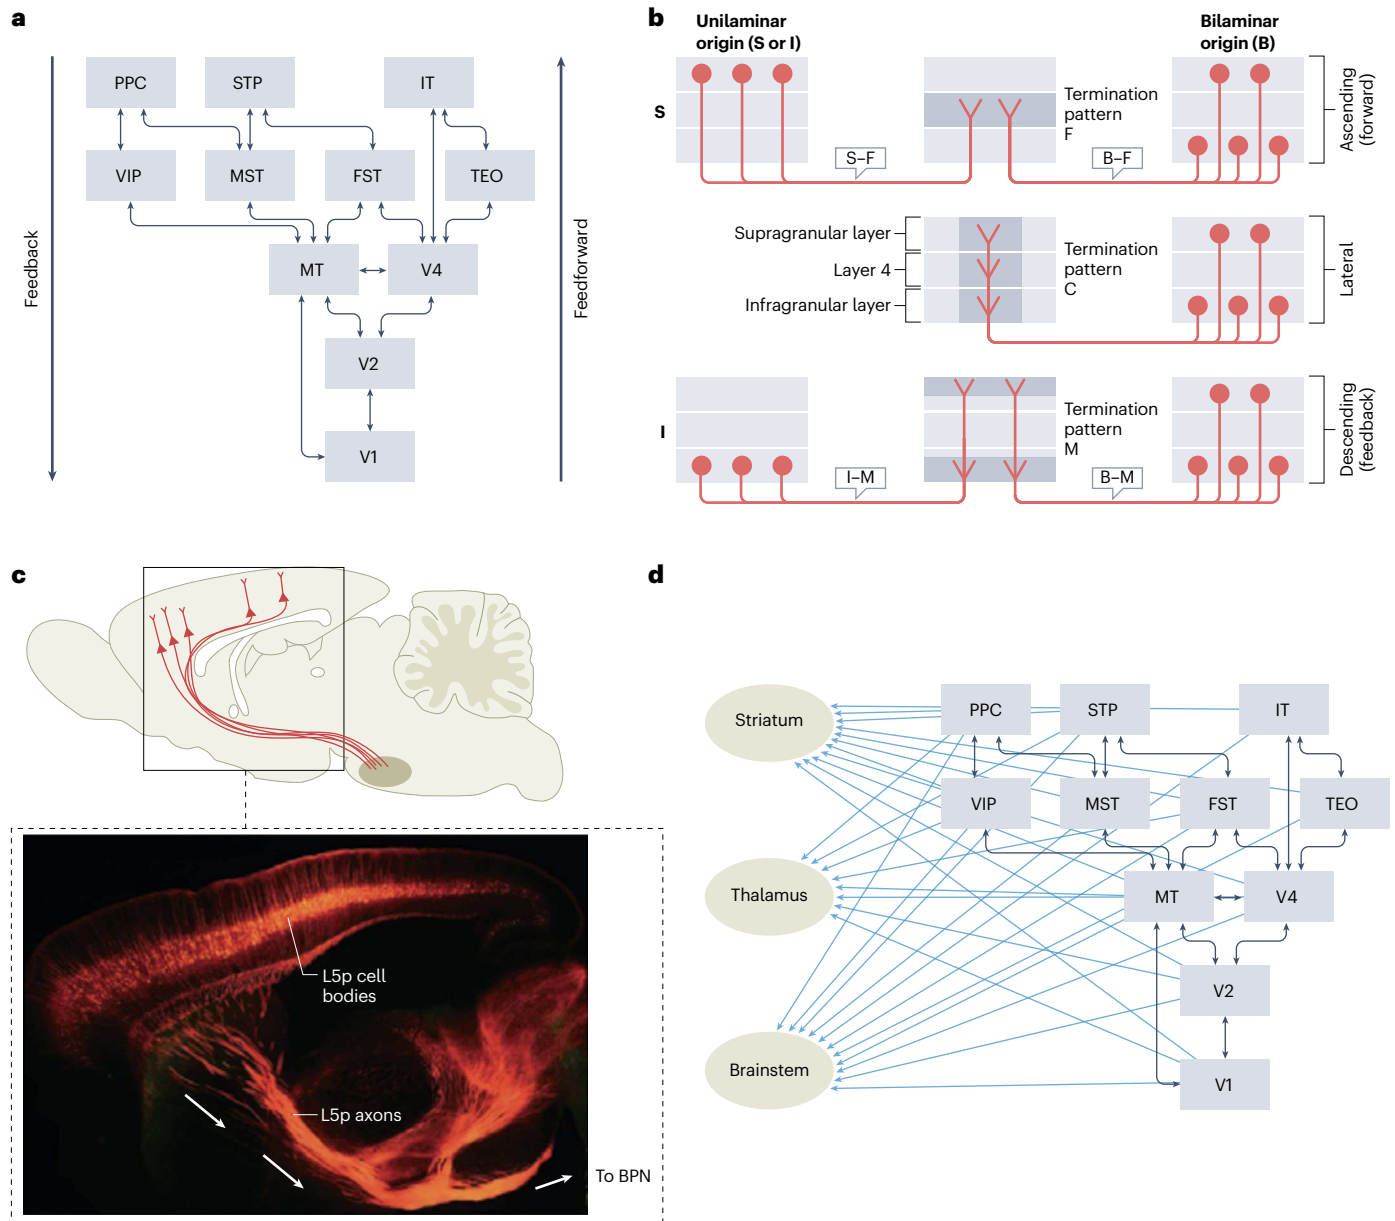 a
PPC
STP
IT
VIP
MST
FST
TEO
MT
V4
V2
V1
Feedback
Feedforward
b
Unilaminar
origin (S or I)
Bilaminar
origin (B)
S
Termination
pattern
F
S–F
B–F
Ascending
(forward)
Supragranular layer
Layer 4
Infragranular layer
Termination
pattern
C
Lateral
I
Termination
pattern
M
I–M
B–M
Descending
(feedback)
c
L5p cell
bodies
L5p axons
To BPN
d
Striatum
Thalamus
Brainstem
PPC
STP
IT
VIP
MST
FST
TEO
MT
V4
V2
V1